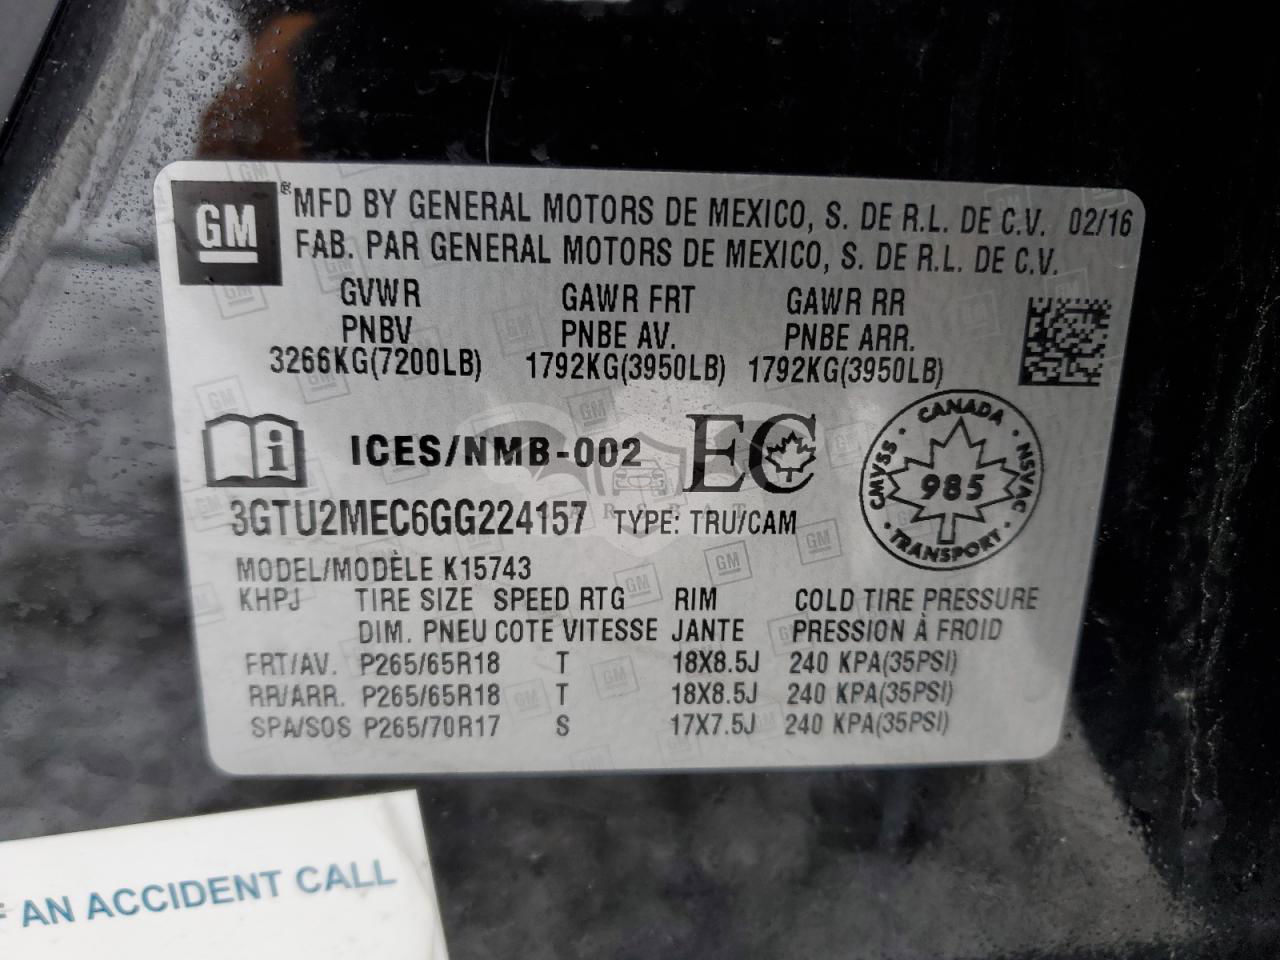 GM ® MFD BY GENERAL MOTORS DE MEXICO, S. DE R.L. DE C.V. 02/16
FAB. PAR GENERAL MOTORS DE MEXICO, S. DE R.L. DE C.V.
GVWR GAWR FRT GAWR RR
PNBV PNBE AV. PNBE ARR.
3266KG(7200LB) 1792KG(3950LB) 1792KG(3950LB)
i ICES/NMB-002 EC
CANADA
CMVSS 985 NSVAC
TRANSPORT
ARABAT
3GTU2MEC6GG224157 TYPE: TRU/CAM
MODEL/MODÈLE K15743
KHPJ TIRE SIZE SPEED RTG RIM COLD TIRE PRESSURE
DIM. PNEU COTE VITESSE JANTE PRESSION À FROID
FRT/AV. P265/65R18 T 18X8.5J 240 KPA(35PSI)
RR/ARR. P265/65R18 T 18X8.5J 240 KPA(35PSI)
SPA/SOS P265/70R17 S 17X7.5J 240 KPA(35PSI)
AN ACCIDENT CALL